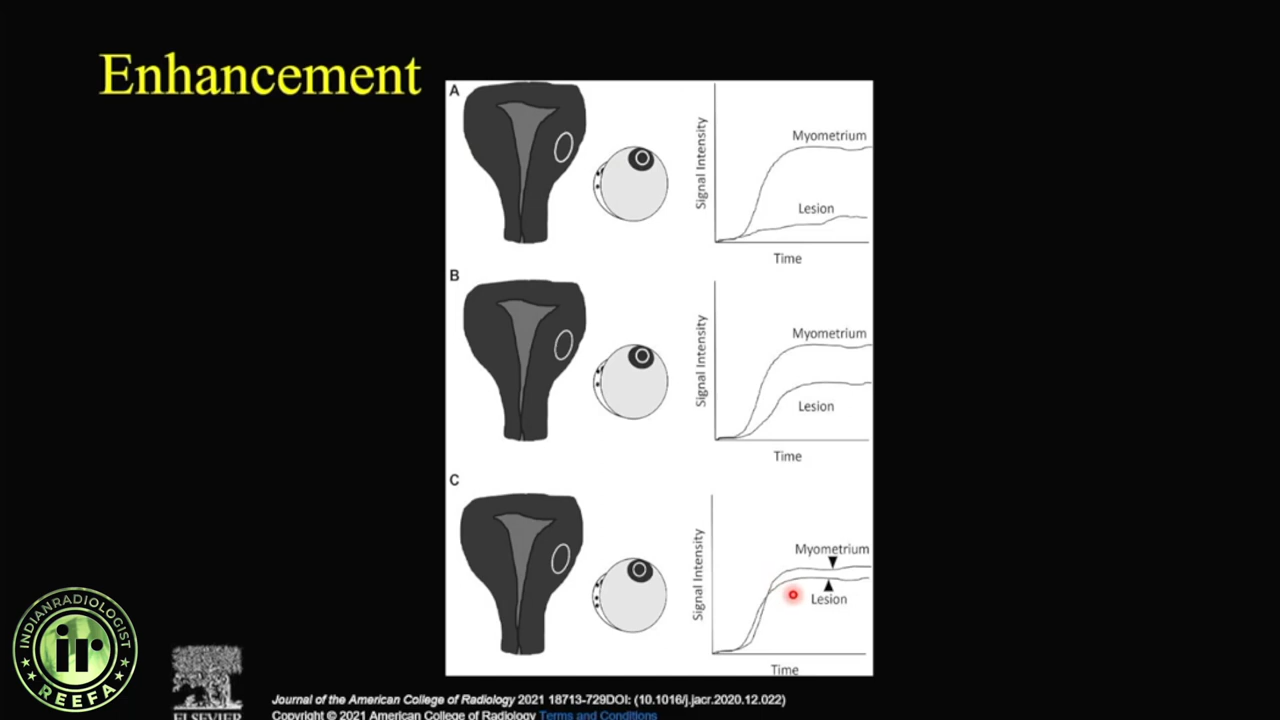 Enhancement
A
Signal Intensity
Myometrium
Lesion
Time
B
Signal Intensity
Myometrium
Lesion
Time
C
Signal Intensity
Myometrium
Lesion
Time
INDIANRADIOLOGIST
ir
REEFA
ELSEVIER
Journal of the American College of Radiology 2021 18713-729DOI: (10.1016/j.jacr.2020.12.022)
Copyright © 2021 American College of Radiology Terms and Conditions